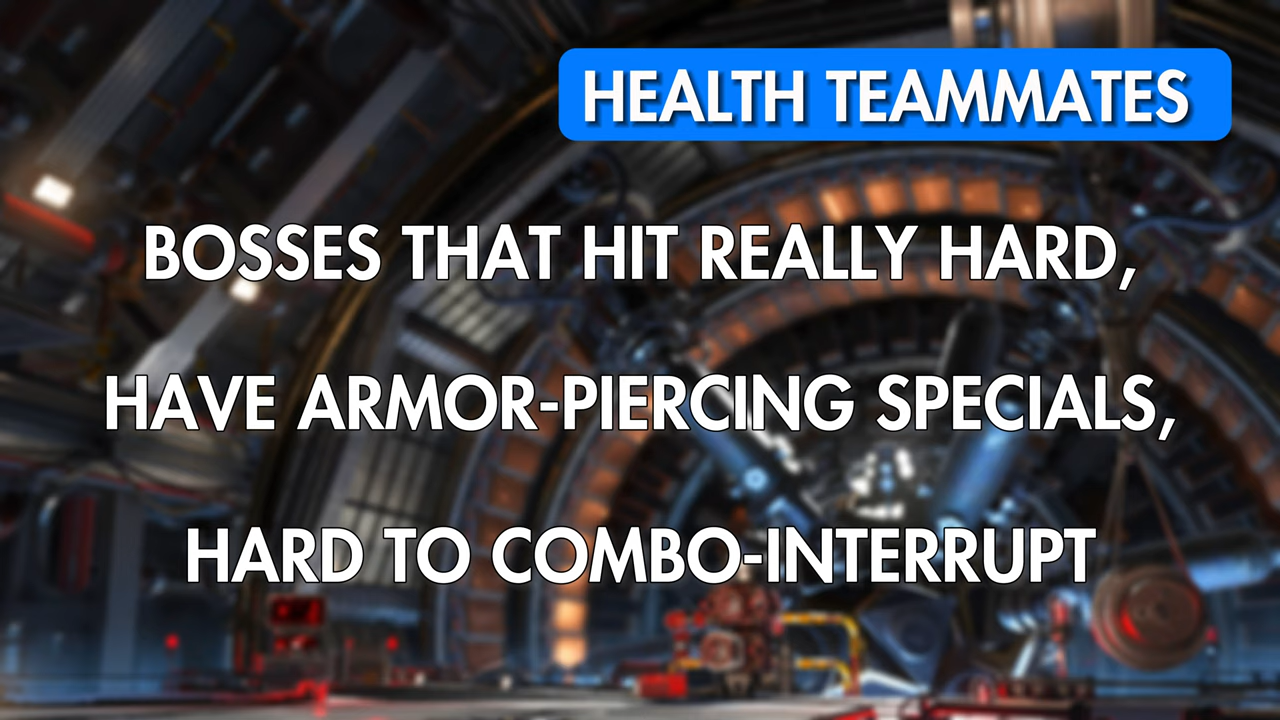 HEALTH TEAMMATES
BOSSES THAT HIT REALLY HARD,
HAVE ARMOR-PIERCING SPECIALS,
HARD TO COMBO-INTERRUPT